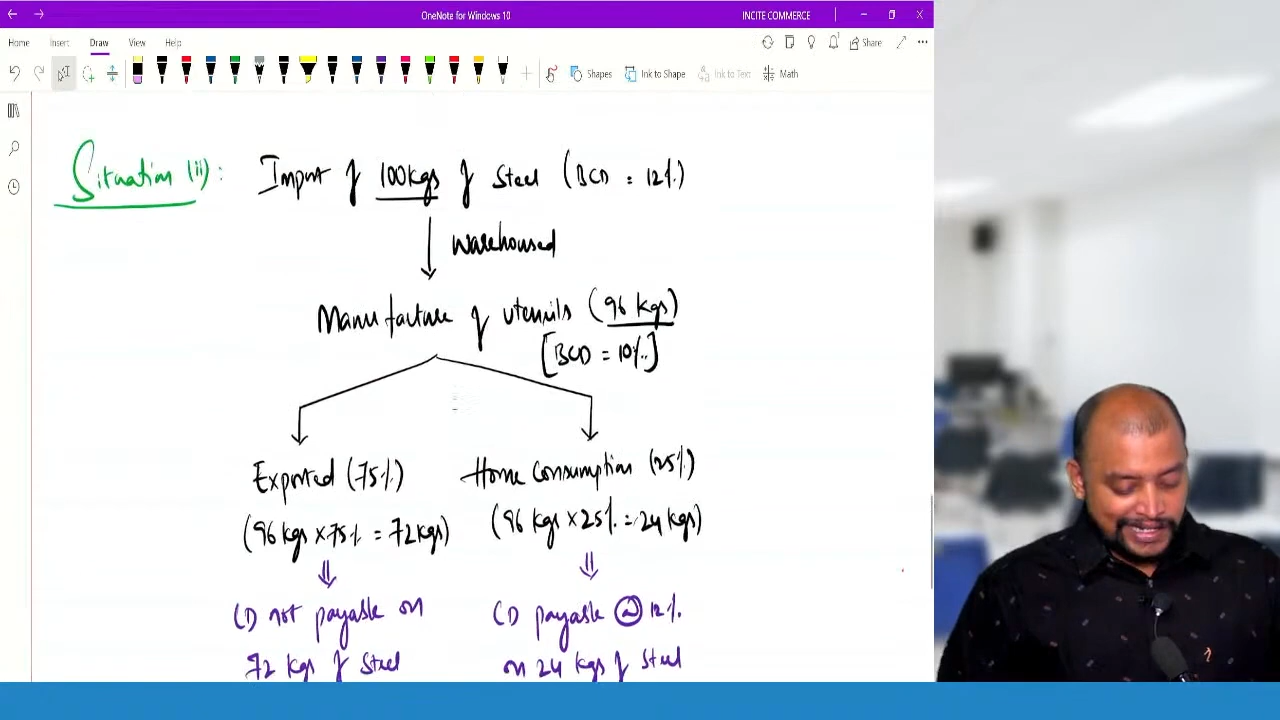 OneNote for Windows 10
INCITE COMMERCE
Home Insert Draw View Help
Share
Shapes Ink to Shape Ink to Text Math
Situation (ii): Import of 100kgs of Steel (BCD = 12%)
warehoused
Manufacture of utensils (96 kgs)
[BCD = 10%]
Exported (75%) Home Consumption (25%)
(96 kgs x 75% = 72 kgs) (96 kgs x 25% = 24 kgs)
CD not payable on CD payable @ 12%
72 kgs of Steel on 24 kgs of Steel